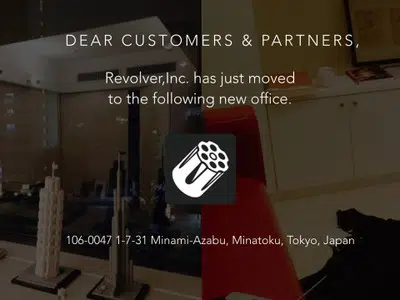 DEAR CUSTOMERS & PARTNERS,
Revolver,Inc. has just moved
to the following new office.
106-0047 1-7-31 Minami-Azabu, Minatoku, Tokyo, Japan